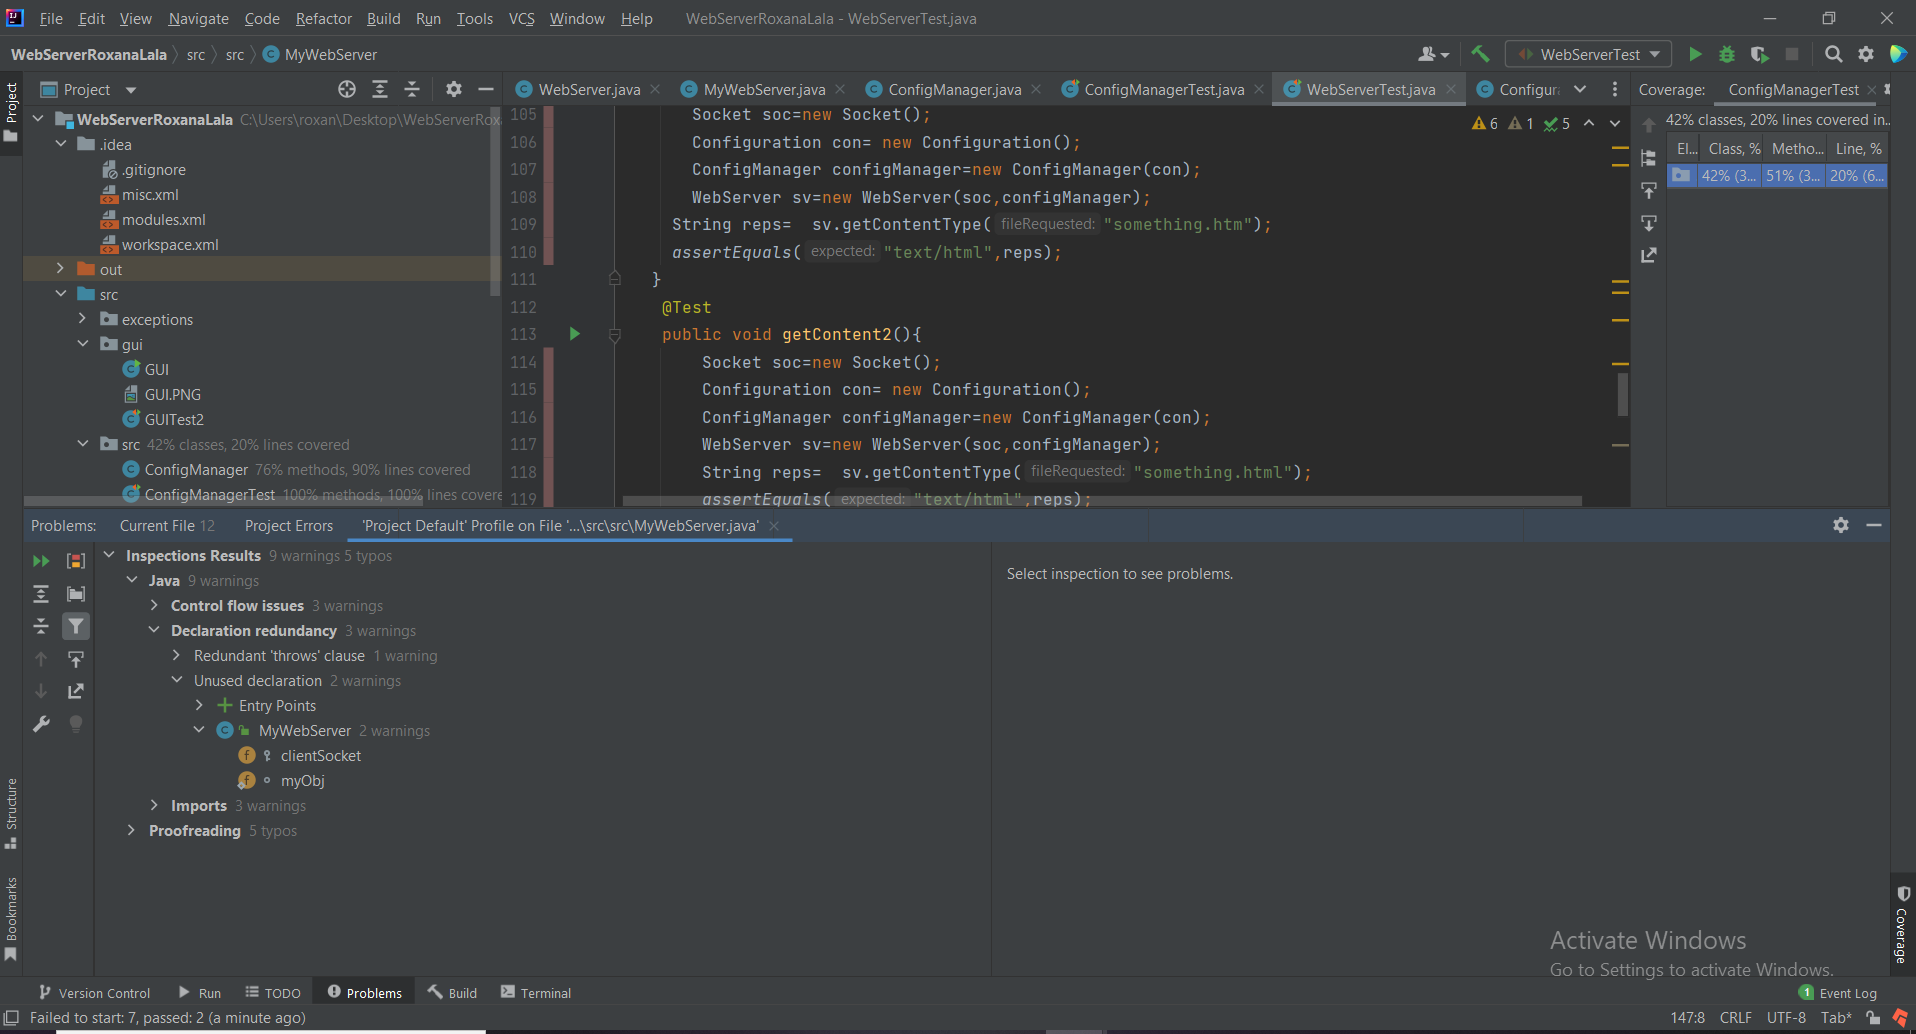 File Edit View Navigate Code Refactor Build Run Tools VCS Window Help WebServerRoxanaLala - WebServerTest.java
WebServerRoxanaLala src src MyWebServer WebServerTest
Project
Project
WebServer.java MyWebServer.java ConfigManager.java ConfigManagerTest.java WebServerTest.java Configur
Coverage: ConfigManagerTest
WebServerRoxanaLala C:\Users\roxan\Desktop\WebServerRox
.idea
.gitignore
misc.xml
modules.xml
workspace.xml
out
src
exceptions
gui
GUI
GUI.PNG
GUITest2
src 42% classes, 20% lines covered
ConfigManager 76% methods, 90% lines covered
ConfigManagerTest 100% methods, 100% lines covere
105 Socket soc=new Socket();
106 Configuration con= new Configuration();
107 ConfigManager configManager=new ConfigManager(con);
108 WebServer sv=new WebServer(soc,configManager);
109 String reps= sv.getContentType( fileRequested: "something.htm");
110 assertEquals( expected: "text/html",reps);
111 }
112 @Test
113 public void getContent2(){
114 Socket soc=new Socket();
115 Configuration con= new Configuration();
116 ConfigManager configManager=new ConfigManager(con);
117 WebServer sv=new WebServer(soc,configManager);
118 String reps= sv.getContentType( fileRequested: "something.html");
119 assertEquals( expected: "text/html",reps);
6 1 5
42% classes, 20% lines covered in..
El... Class, % Metho... Line, %
42% (3... 51% (3... 20% (6...
Problems: Current File 12 Project Errors 'Project Default' Profile on File '...\src\src\MyWebServer.java'
Inspections Results 9 warnings 5 typos
Java 9 warnings
Control flow issues 3 warnings
Declaration redundancy 3 warnings
Redundant 'throws' clause 1 warning
Unused declaration 2 warnings
Entry Points
MyWebServer 2 warnings
clientSocket
myObj
Imports 3 warnings
Proofreading 5 typos
Select inspection to see problems.
Structure
Bookmarks
Coverage
Activate Windows
Go to Settings to activate Windows.
Version Control Run TODO Problems Build Terminal 1 Event Log
Failed to start: 7, passed: 2 (a minute ago) 147:8 CRLF UTF-8 Tab*